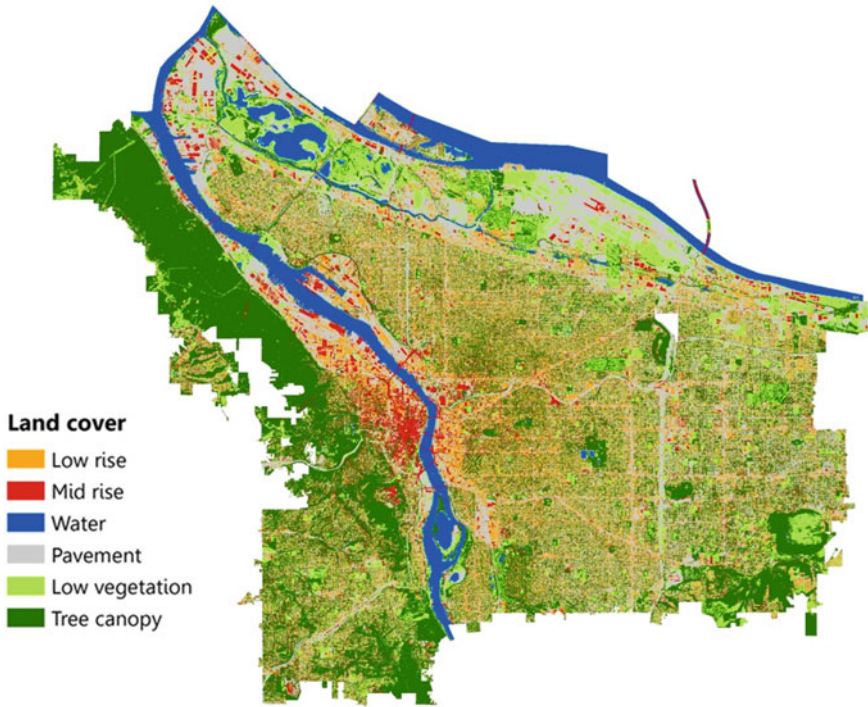 Land cover
Low rise
Mid rise
Water
Pavement
Low vegetation
Tree canopy